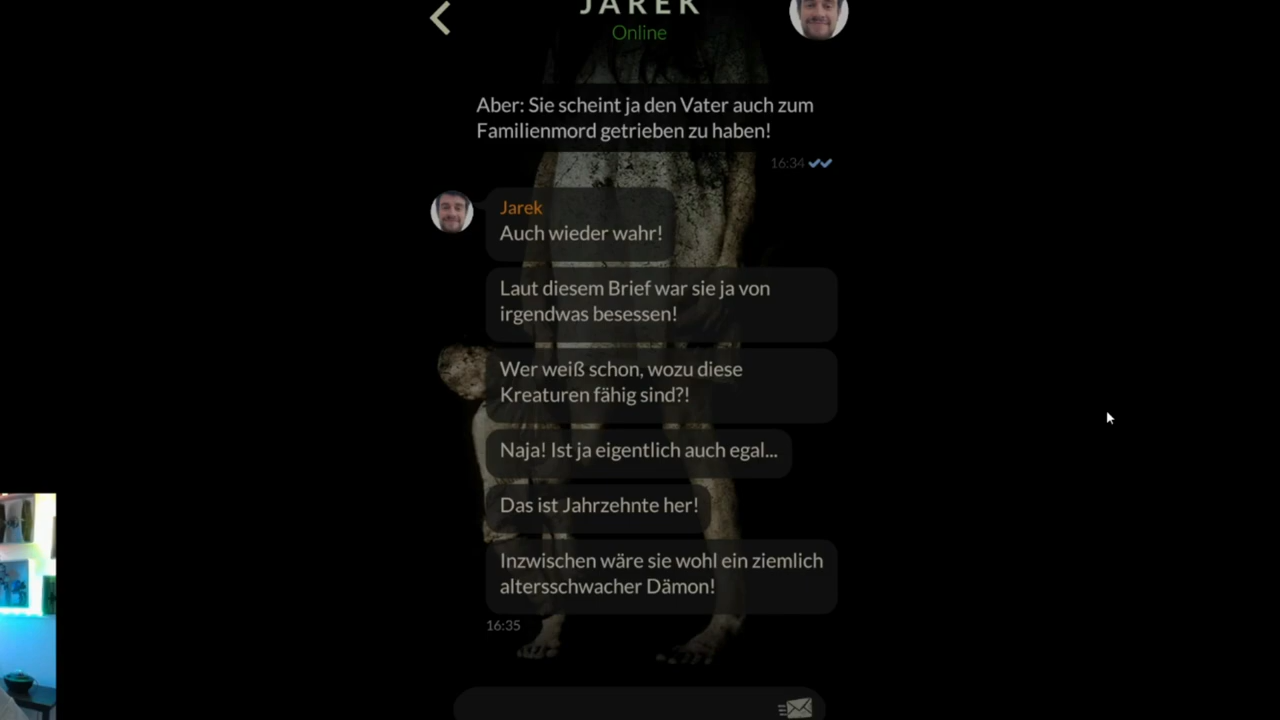 JAREK
Online
Aber: Sie scheint ja den Vater auch zum
Familienmord getrieben zu haben!
16:34
Jarek
Auch wieder wahr!
Laut diesem Brief war sie ja von
irgendwas besessen!
Wer weiß schon, wozu diese
Kreaturen fähig sind?!
Naja! Ist ja eigentlich auch egal...
Das ist Jahrzehnte her!
Inzwischen wäre sie wohl ein ziemlich
altersschwacher Dämon!
16:35